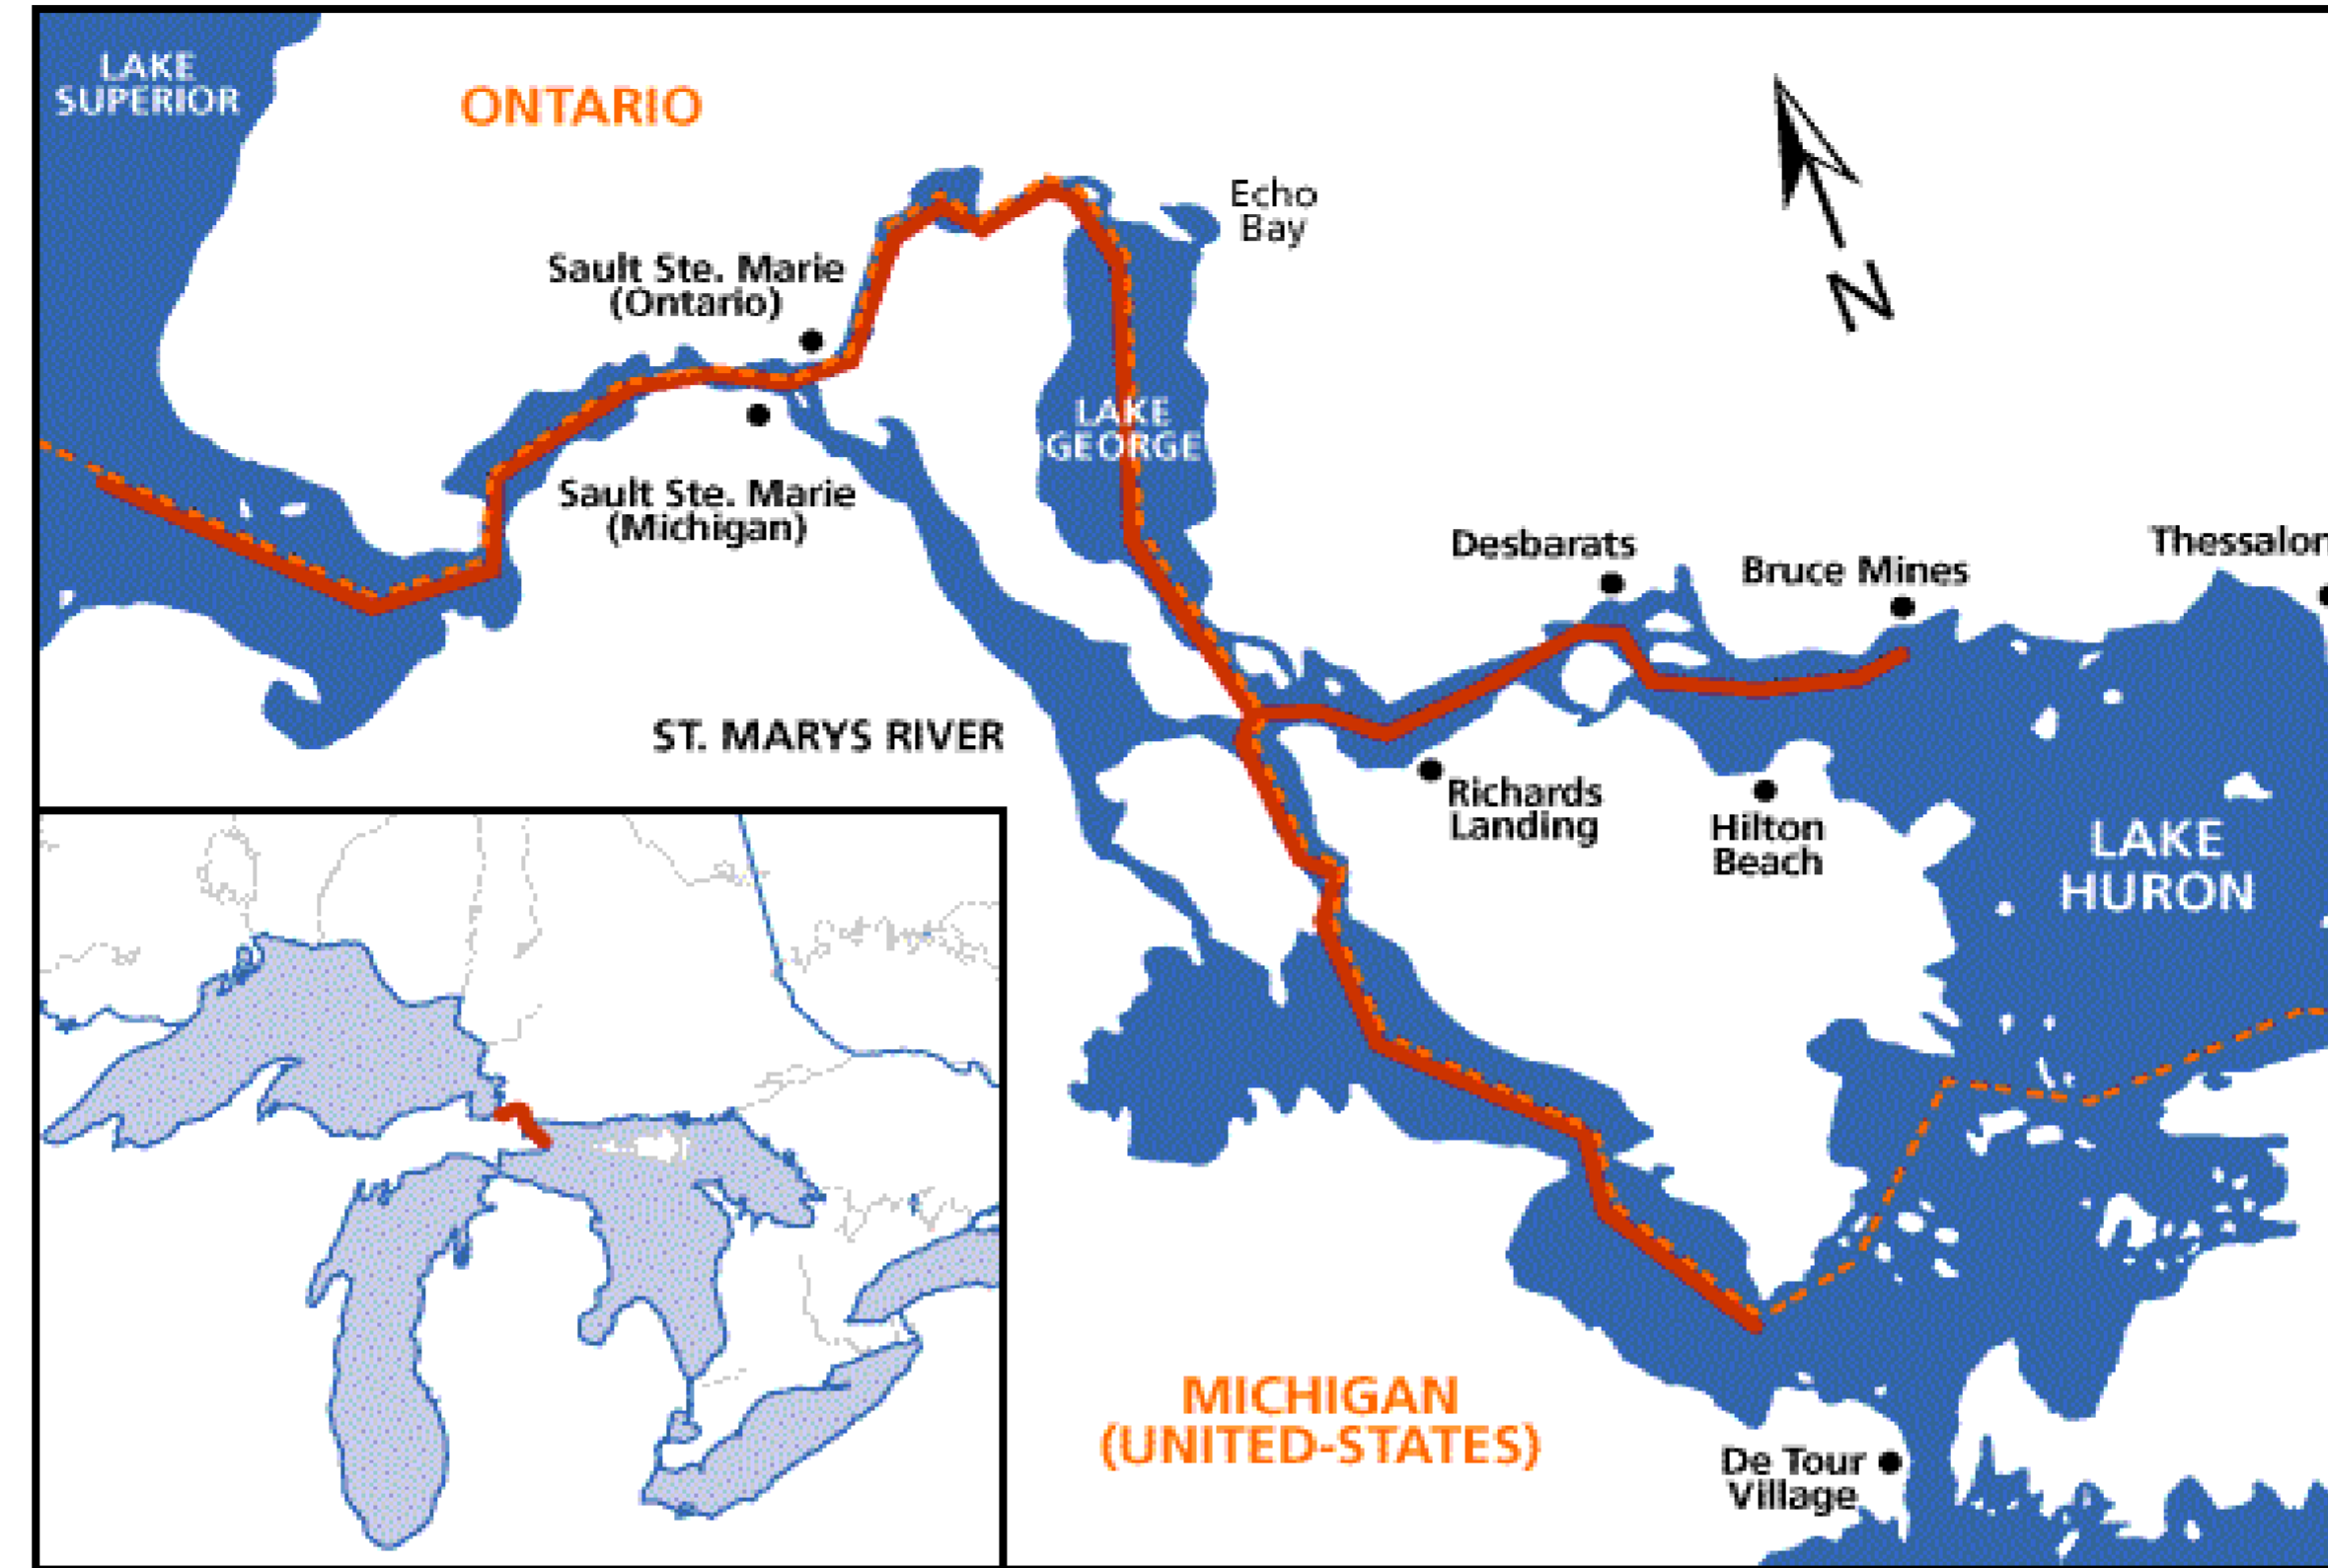 LAKE
SUPERIOR
ONTARIO
Echo
Bay
N
Sault Ste. Marie
(Ontario)
LAKE
GEORGE
Sault Ste. Marie
(Michigan)
Desbarats
Bruce Mines
Thessalon
ST. MARYS RIVER
Richards
Landing
Hilton
Beach
LAKE
HURON
MICHIGAN
(UNITED-STATES)
De Tour
Village